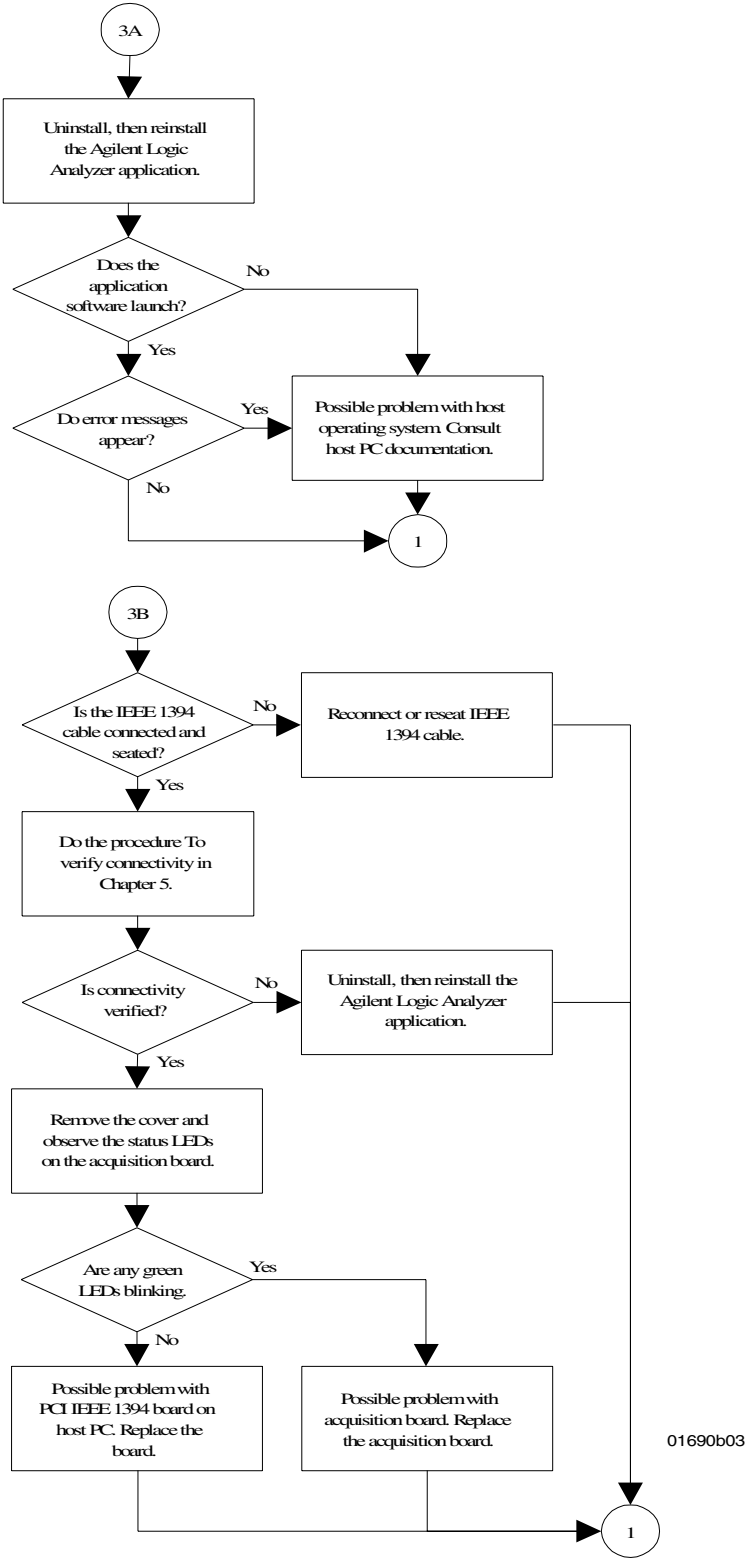 3A
Uninstall, then reinstall
the Agilent Logic
Analyzer application.
Does the
application
software launch?
No
Yes
Do error messages
appear?
Yes
No
Possible problem with host
operating system. Consult
host PC documentation.
1
3B
Is the IEEE 1394
cable connected and
seated?
No
Reconnect or reseat IEEE
1394 cable.
Yes
Do the procedure To
verify connectivity in
Chapter 5.
Is connectivity
verified?
No
Uninstall, then reinstall the
Agilent Logic Analyzer
application.
Yes
Remove the cover and
observe the status LEDs
on the acquisition board.
Are any green
LEDs blinking.
Yes
No
Possible problem with
PCI IEEE 1394 board on
host PC. Replace the
board.
Possible problem with
acquisition board. Replace
the acquisition board.
01690b03
1